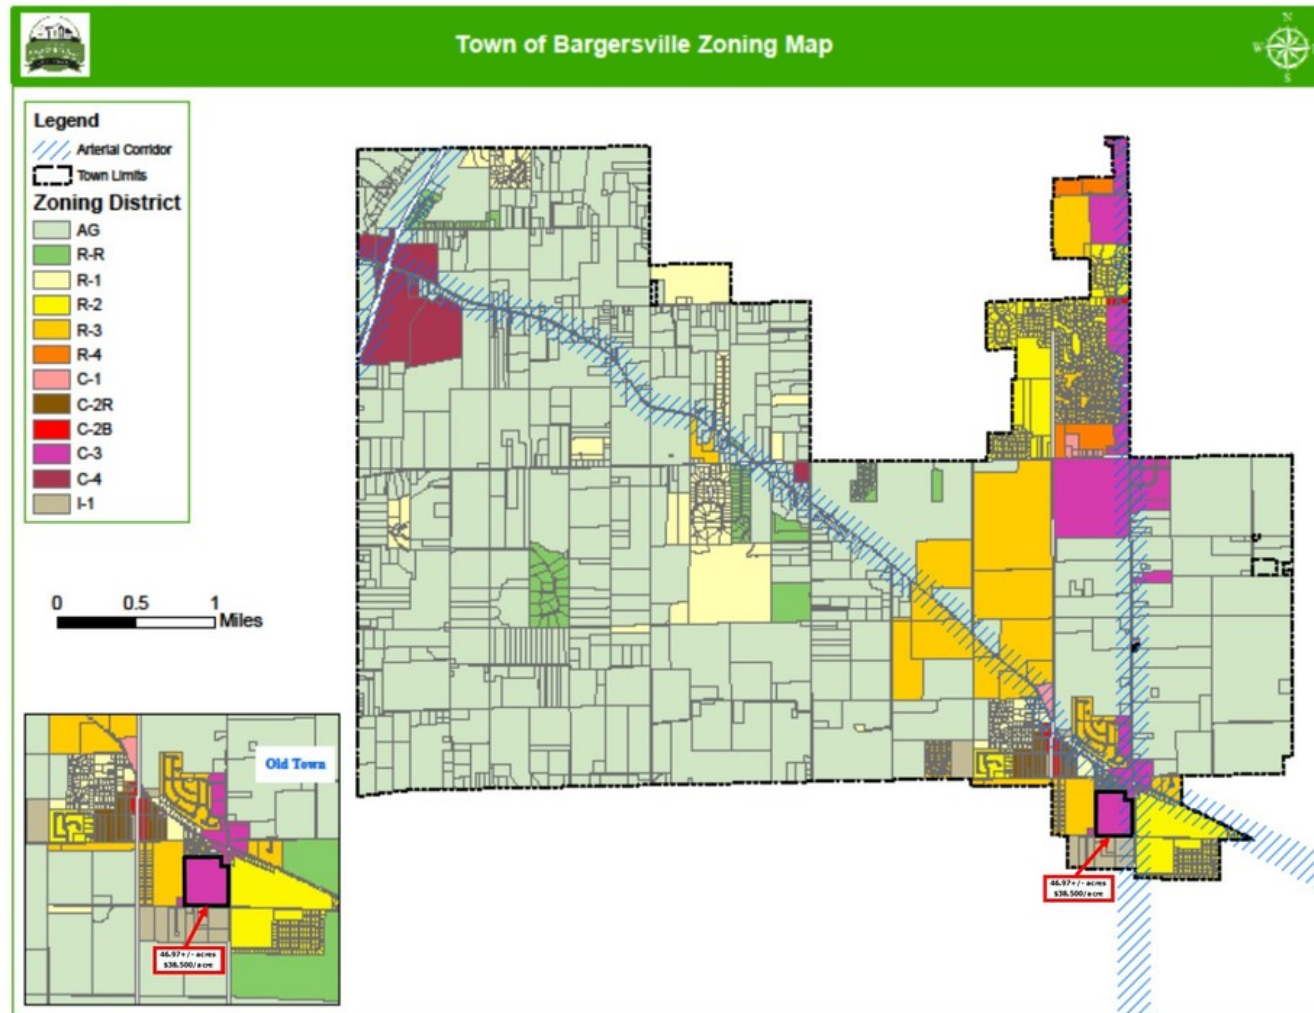 Town of Bargersville Zoning Map
N
W
S
Legend
Arterial Corridor
Town Limits
Zoning District
AG
R-R
R-1
R-2
R-3
R-4
C-1
C-2R
C-2B
C-3
C-4
I-1
0 0.5 1
Miles
Old Town
46.97+/- acres
$38,500/acre
46.97+/- acres
$38,500/acre